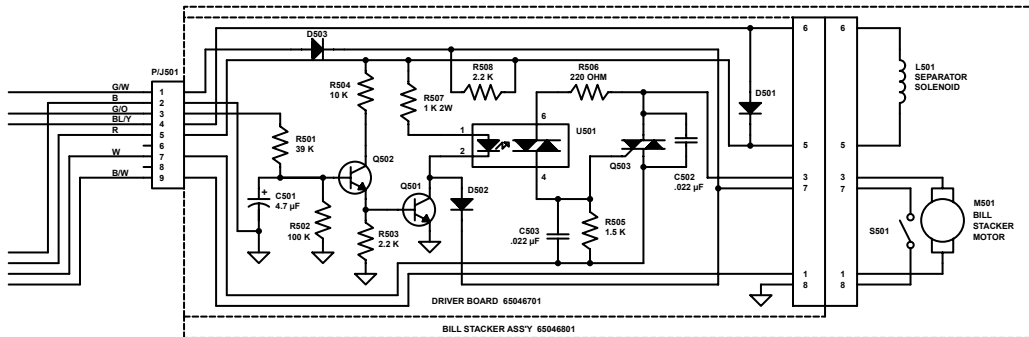 P/J501
G/W 1
B 2
G/O 3
BL/Y 4
R 5
6
W 7
8
B/W 9
D503
R504
10 K
R507
1 K 2W
R508
2.2 K
R506
220 OHM
R501
39 K
Q502
C501
+
4.7 µF
R502
100 K
R503
2.2 K
Q501
D502
1
2
6
4
U501
Q503
C502
.022 µF
C503
.022 µF
R505
1.5 K
D501
6 6
5 5
3 3
7 7
1 1
8 8
L501
SEPARATOR
SOLENOID
S501
M501
BILL
STACKER
MOTOR
DRIVER BOARD 65046701
BILL STACKER ASS'Y 65046801